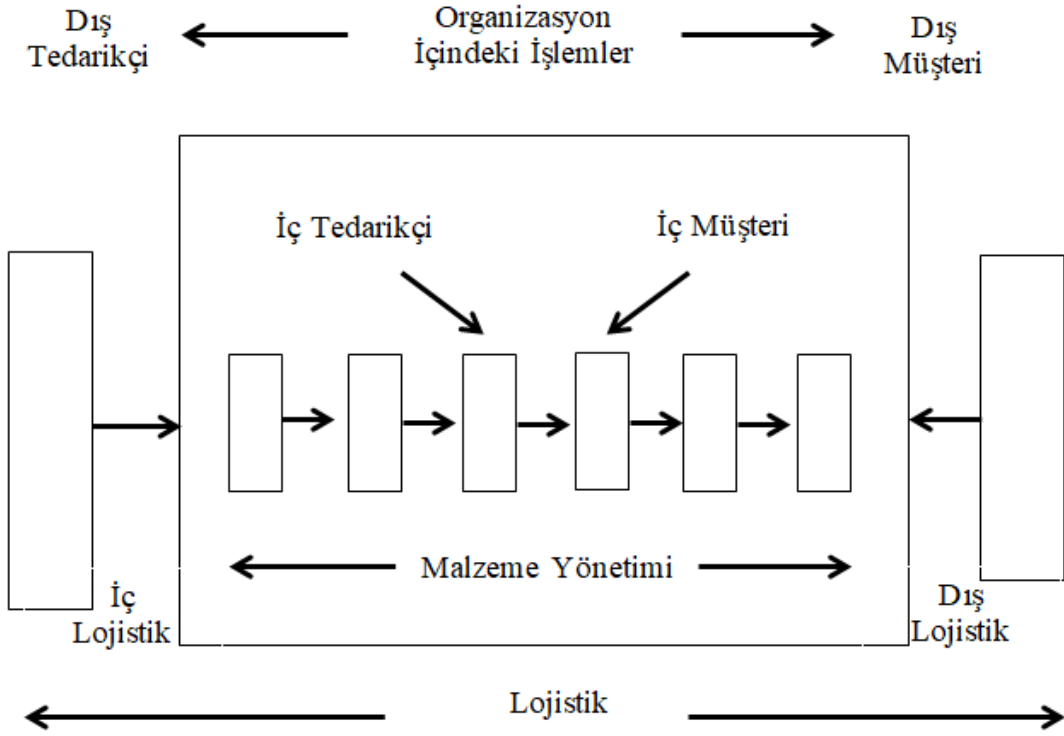 Dış
Tedarikçi
Organizasyon
İçindeki İşlemler
Dış
Müşteri
İç Tedarikçi
İç Müşteri
Malzeme Yönetimi
İç
Lojistik
Dış
Lojistik
Lojistik